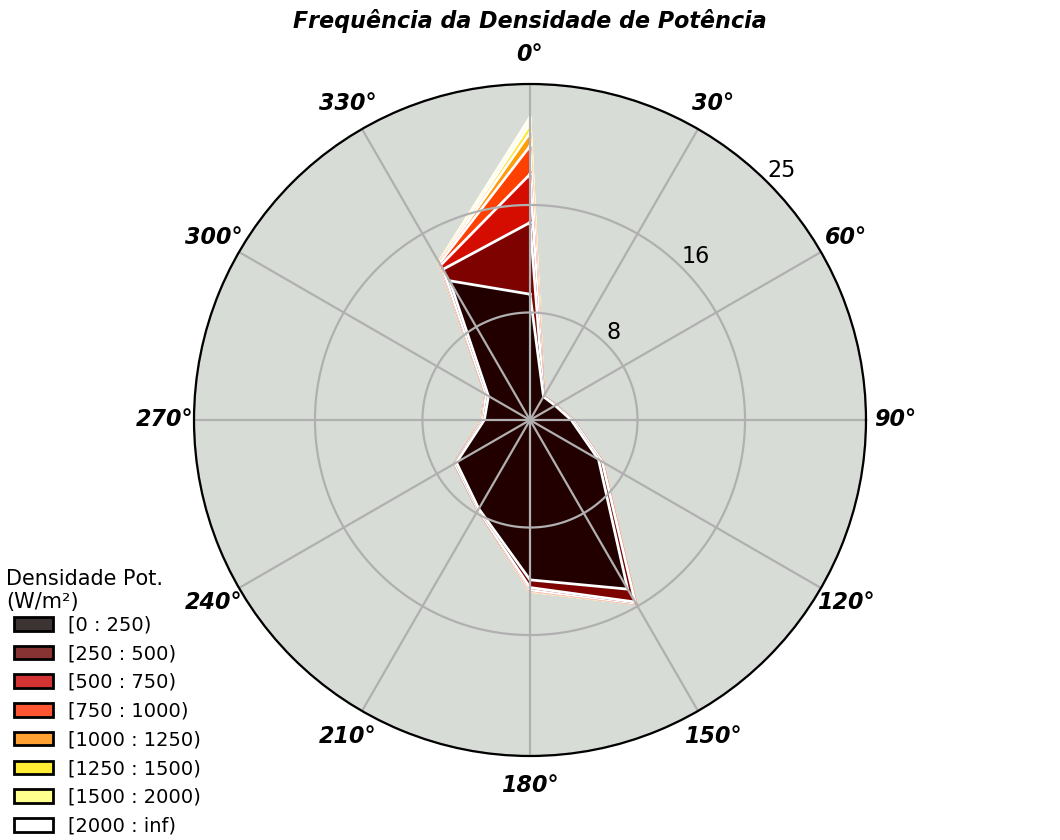 Frequência da Densidade de Potência
0°
330°
30°
25
300°
60°
16
8
270°
90°
240°
120°
210°
150°
180°
Densidade Pot.
(W/m²)
[0 : 250)
[250 : 500)
[500 : 750)
[750 : 1000)
[1000 : 1250)
[1250 : 1500)
[1500 : 2000)
[2000 : inf)